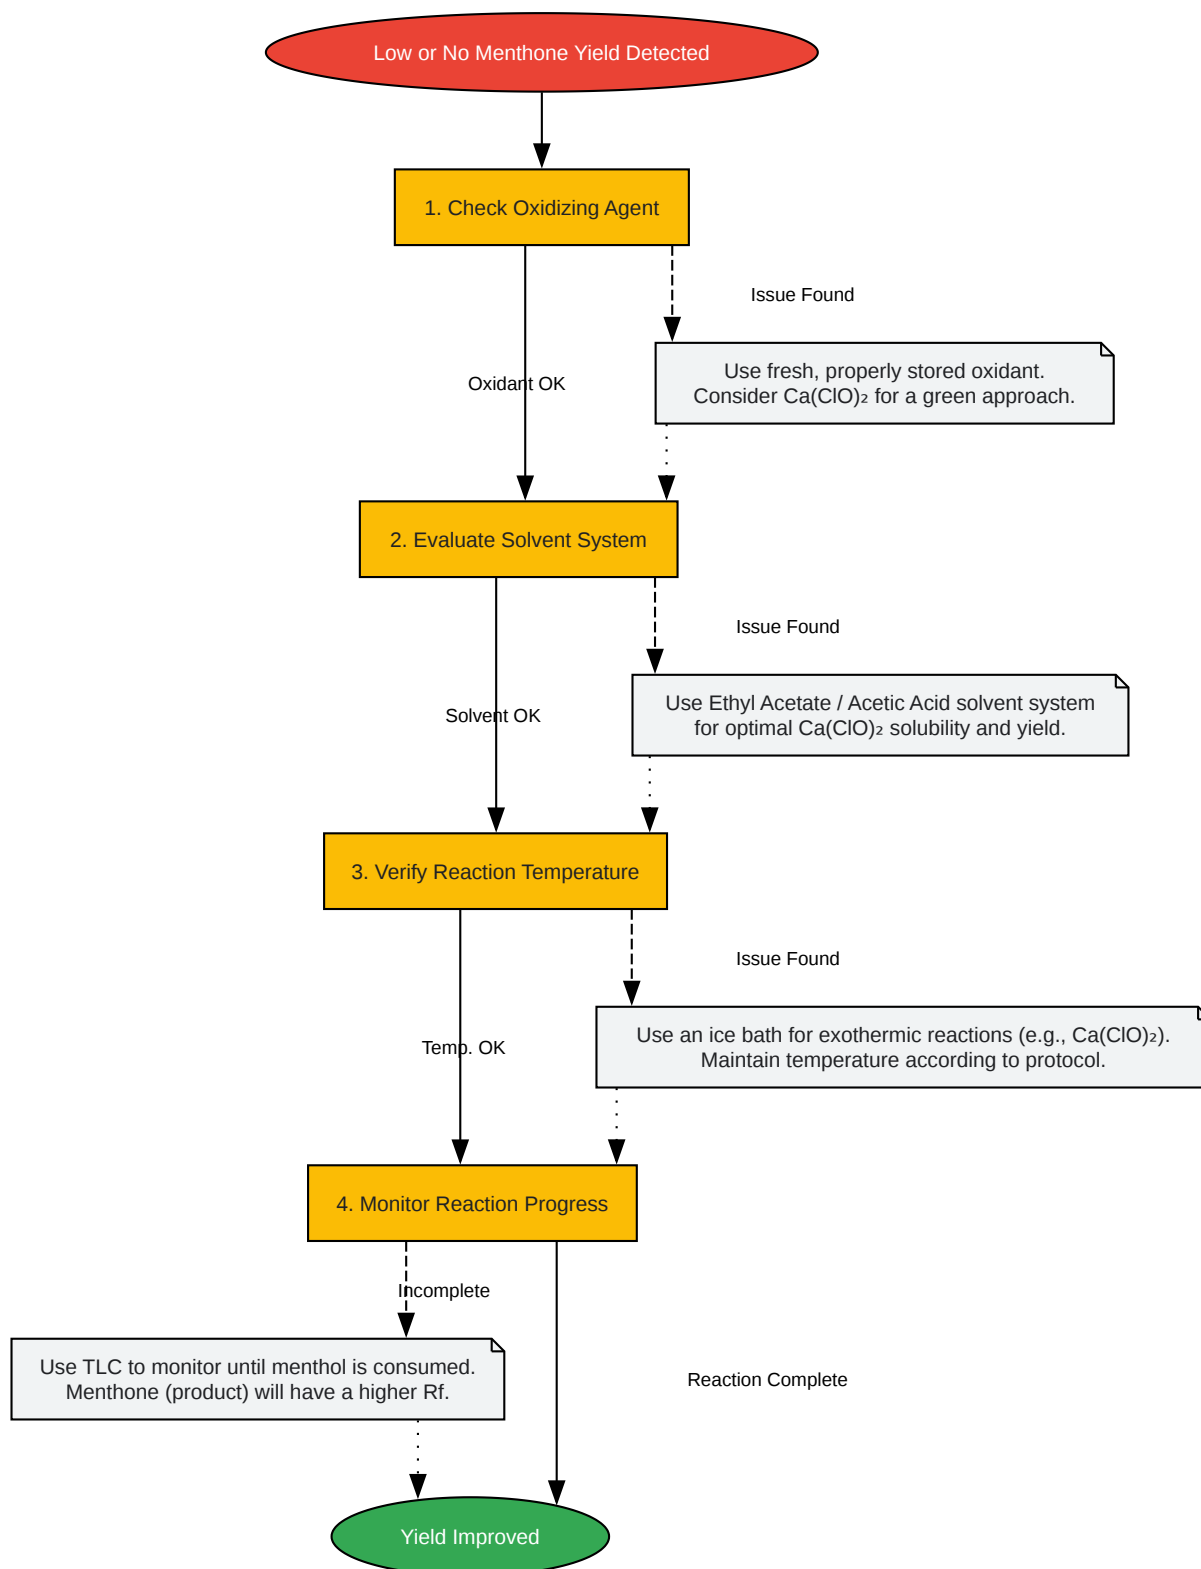 Low or No Menthone Yield Detected
1. Check Oxidizing Agent
Issue Found
Use fresh, properly stored oxidant.
Consider Ca(ClO)₂ for a green approach.
Oxidant OK
2. Evaluate Solvent System
Issue Found
Use Ethyl Acetate / Acetic Acid solvent system
for optimal Ca(ClO)₂ solubility and yield.
Solvent OK
3. Verify Reaction Temperature
Issue Found
Use an ice bath for exothermic reactions (e.g., Ca(ClO)₂).
Maintain temperature according to protocol.
Temp. OK
4. Monitor Reaction Progress
Incomplete
Use TLC to monitor until menthol is consumed.
Menthone (product) will have a higher Rf.
Reaction Complete
Yield Improved